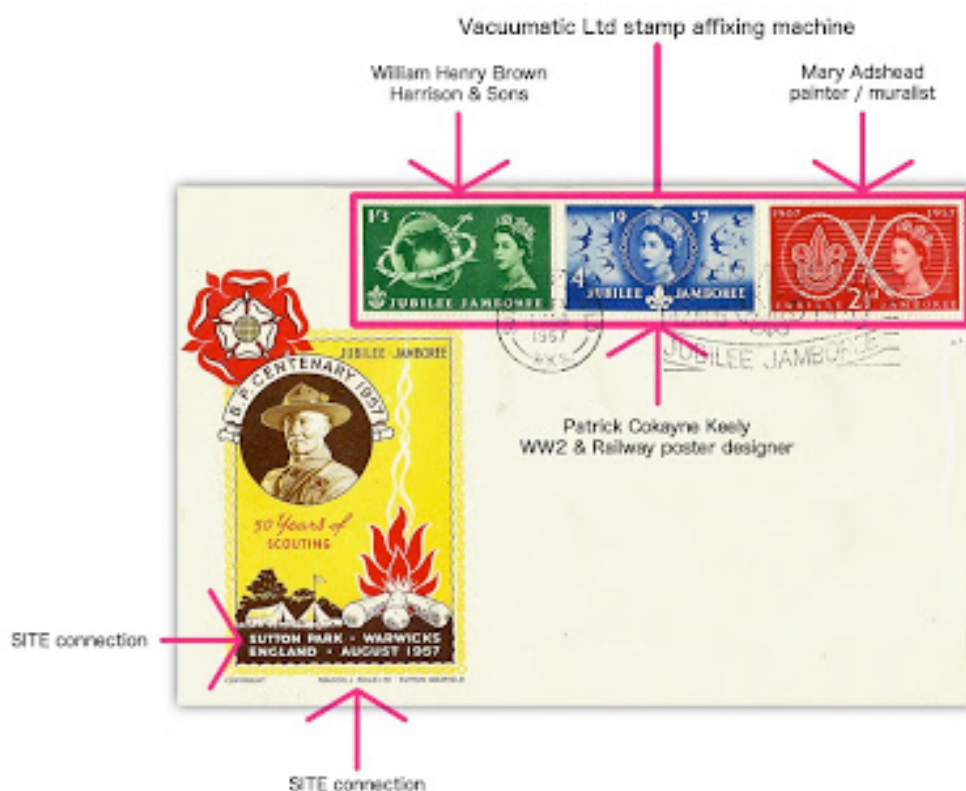 Vacuumatic Ltd stamp affixing machine
William Henry Brown
Harrison & Sons
Mary Adshead
painter / muralist
1'3
JUBILEE JAMBOREE
19 57
4
JUBILEE JAMBOREE
1907 1957
2½d
JUBILEE JAMBOREE
1957
JUBILEE JAMBOREE
Patrick Cokayne Keely
WW2 & Railway poster designer
JUBILEE JAMBOREE
B.P. CENTENARY 1957
50 Years of
SCOUTING
SUTTON PARK - WARWICKS
ENGLAND - AUGUST 1957
COPYRIGHT
SITE connection
SITE connection